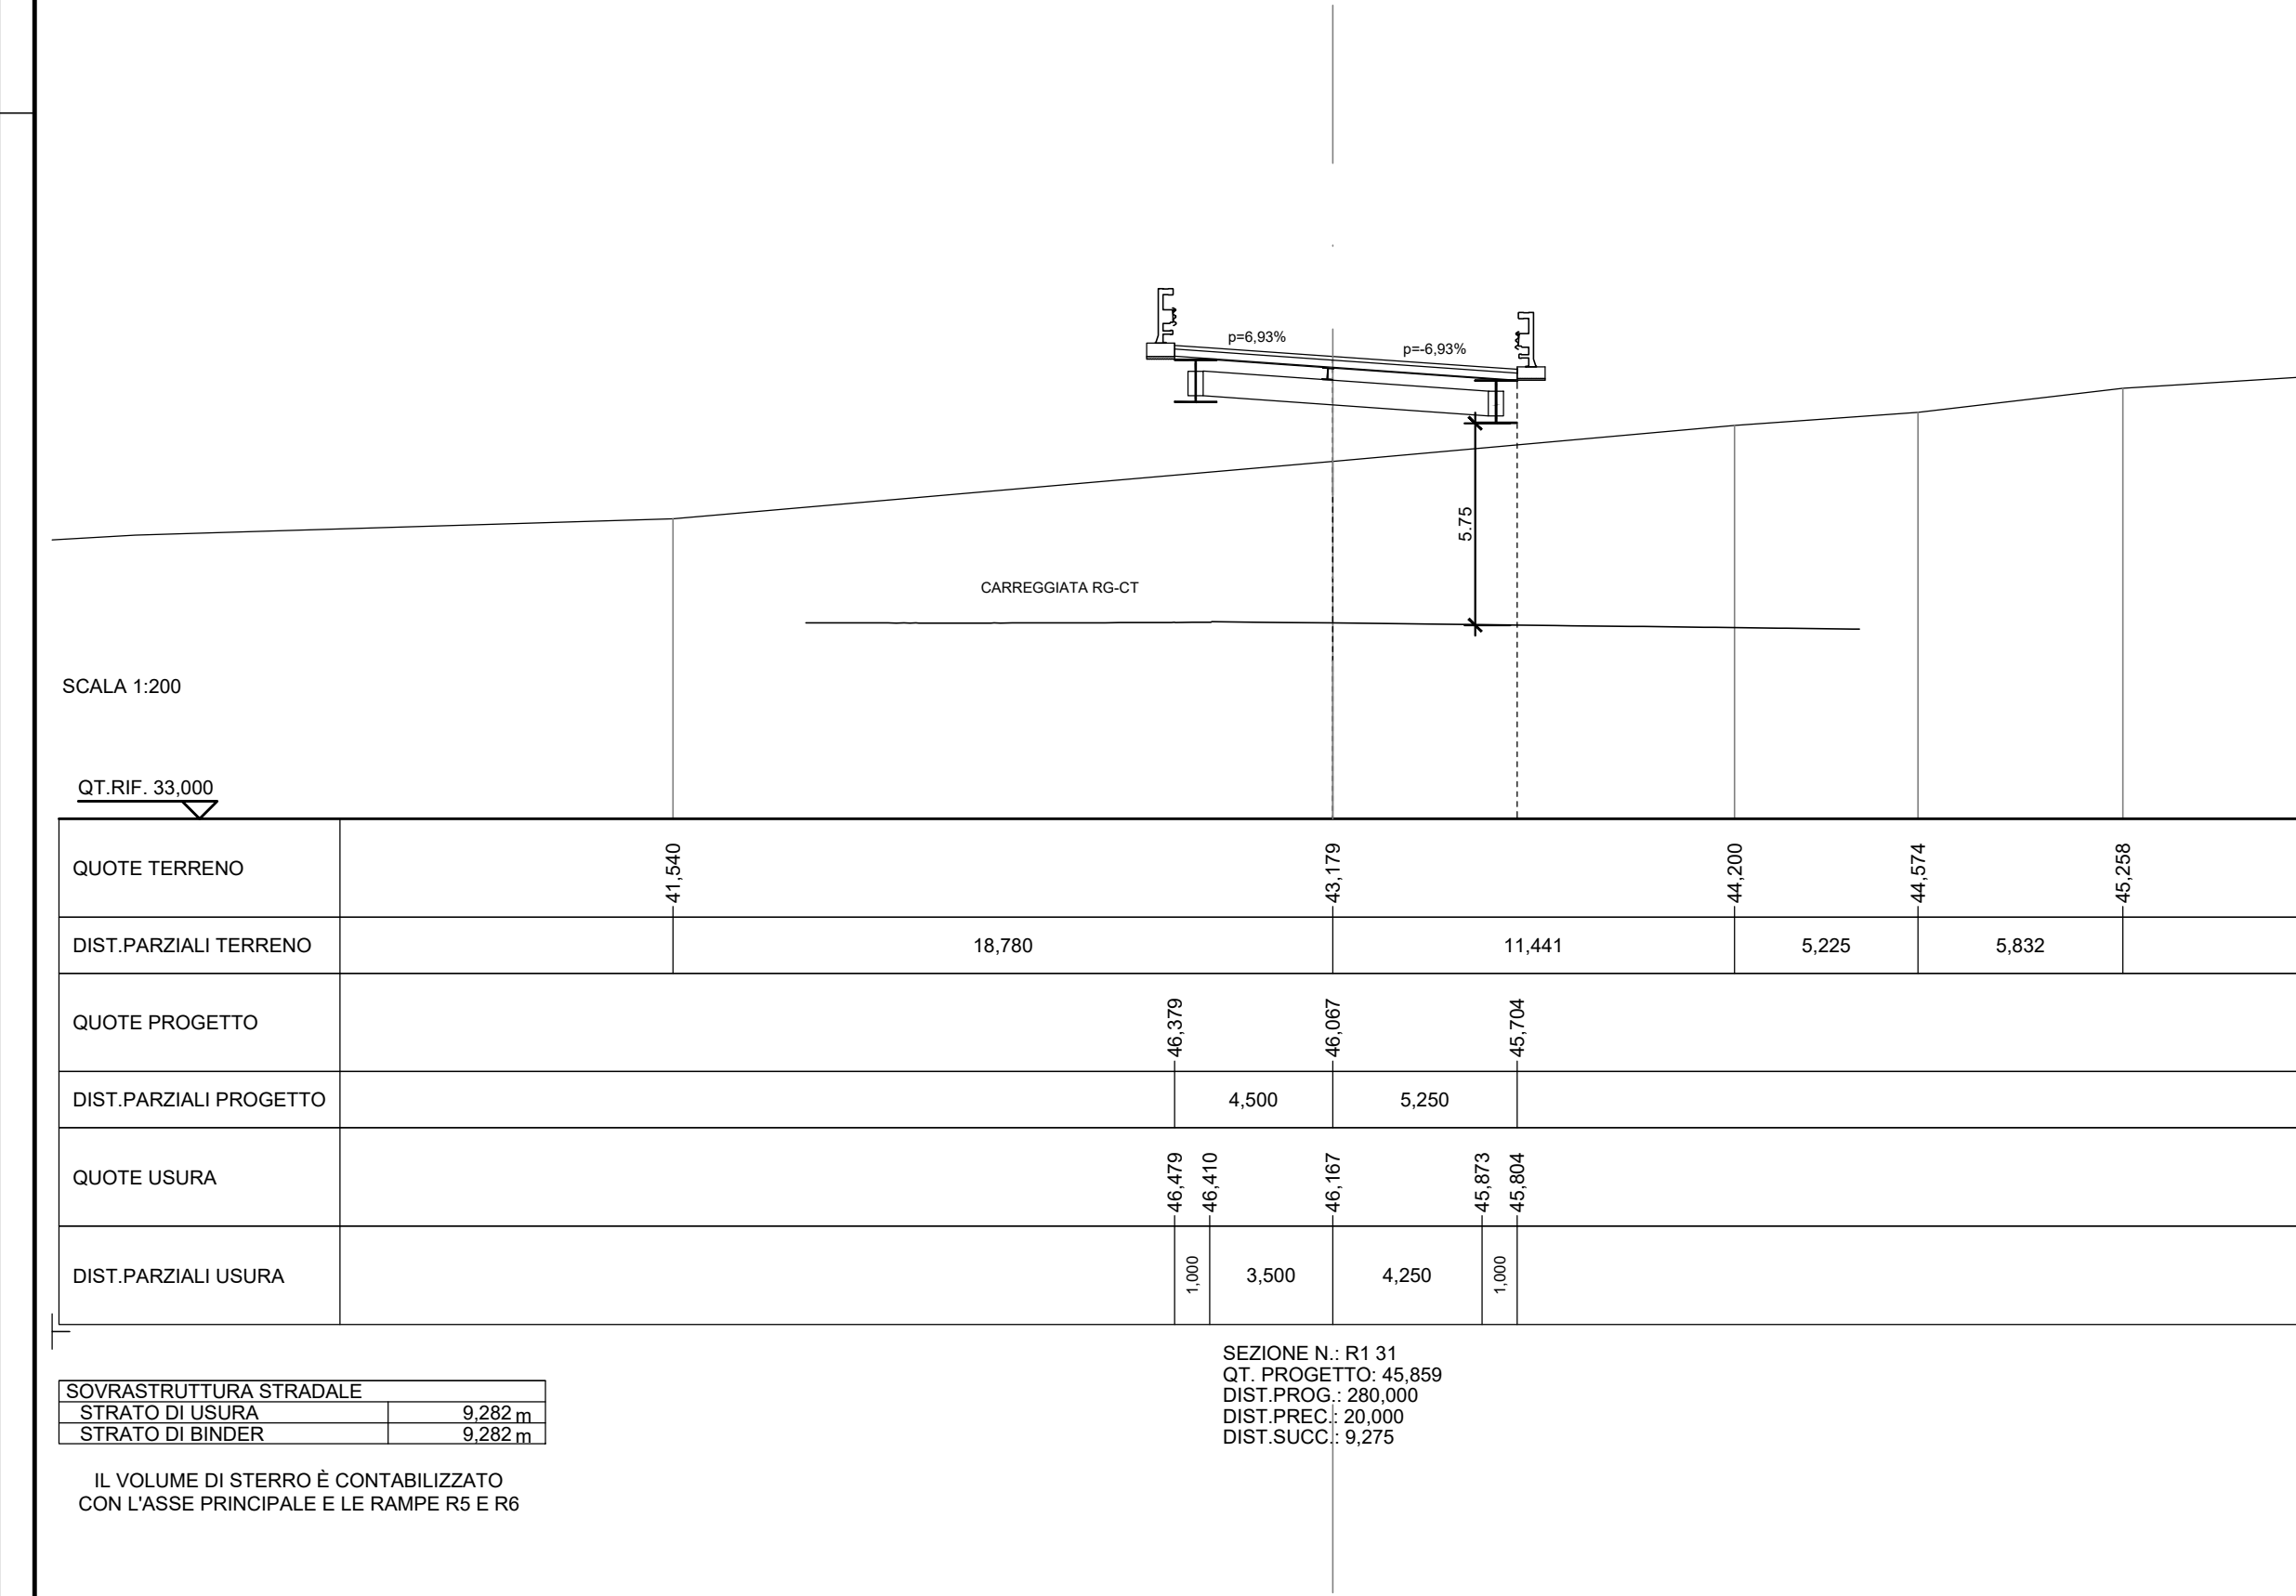 p=6,93%
p=-6,93%
5.75
CARREGGIATA RG-CT
SCALA 1:200
QT.RIF. 33,000
QUOTE TERRENO
41,540
43,179
44,200
44,574
45,258
DIST.PARZIALI TERRENO
18,780
11,441
5,225
5,832
QUOTE PROGETTO
46,379
46,067
45,704
DIST.PARZIALI PROGETTO
4,500
5,250
QUOTE USURA
46,479
46,410
46,167
45,873
45,804
DIST.PARZIALI USURA
1,000
3,500
4,250
1,000
SEZIONE N.: R1 31
QT. PROGETTO: 45,859
DIST.PROG.: 280,000
DIST.PREC.: 20,000
DIST.SUCC.: 9,275
SOVRASTRUTTURA STRADALE
STRATO DI USURA 9,282 m
STRATO DI BINDER 9,282 m
IL VOLUME DI STERRO È CONTABILIZZATO
CON L'ASSE PRINCIPALE E LE RAMPE R5 E R6